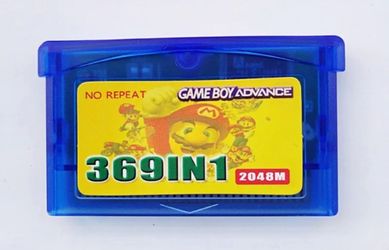 NO REPEAT
GAME BOY ADVANCE
M
369IN1
2048M